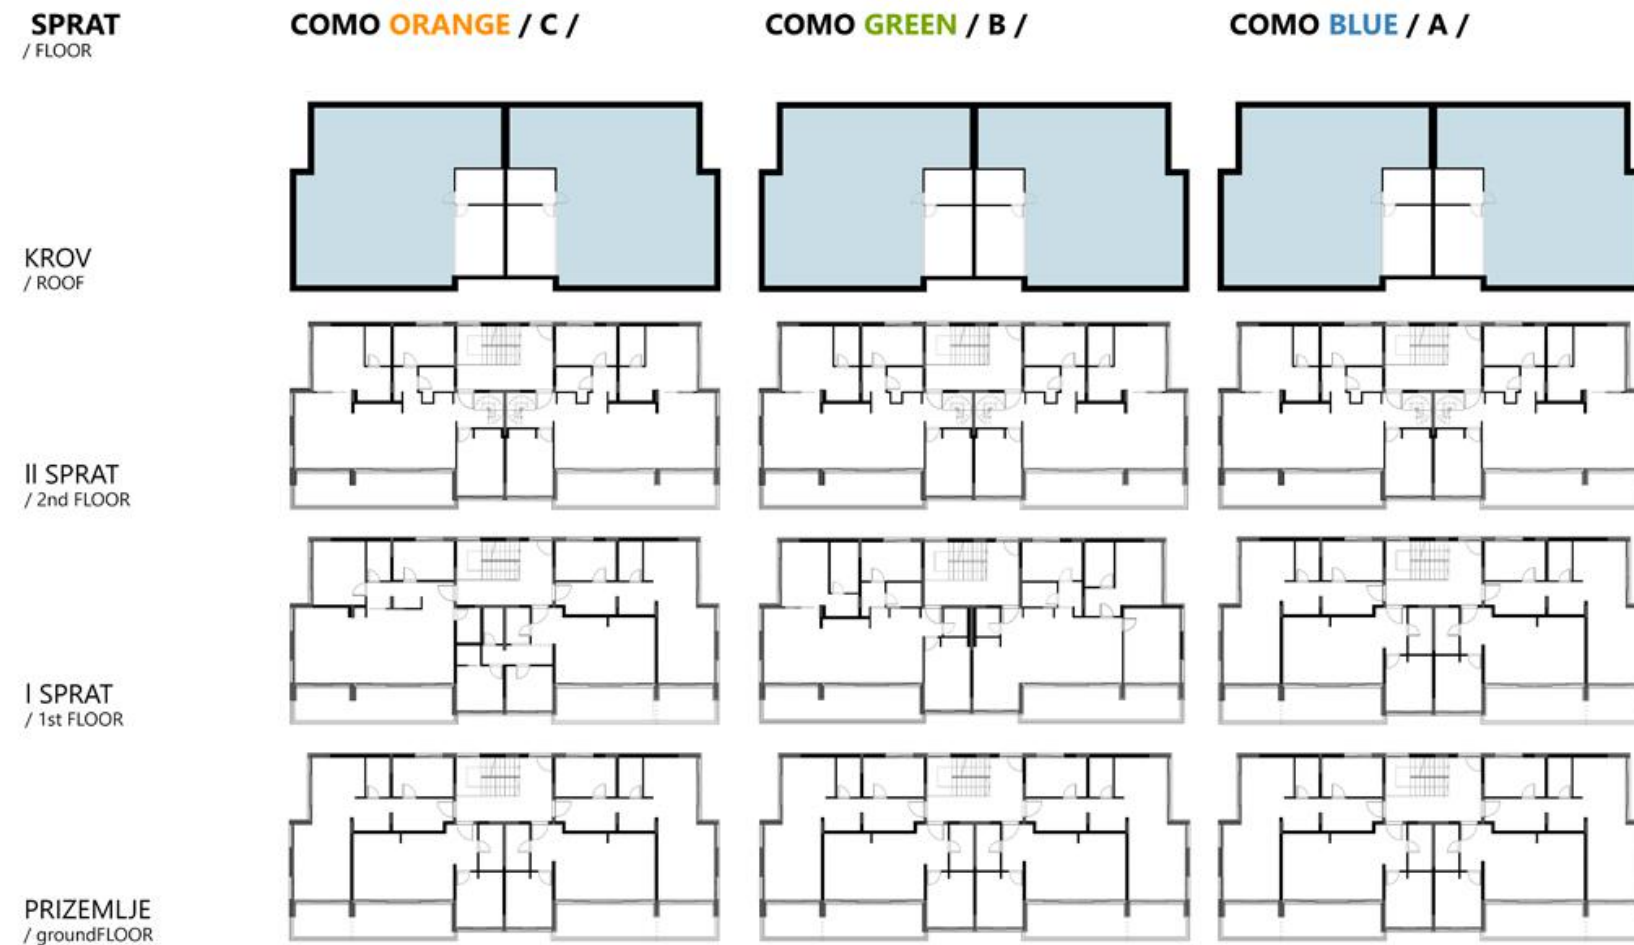 SPRAT
/ FLOOR
COMO ORANGE / C /
COMO GREEN / B /
COMO BLUE / A /
KROV
/ ROOF
II SPRAT
/ 2nd FLOOR
I SPRAT
/ 1st FLOOR
PRIZEMLJE
/ groundFLOOR